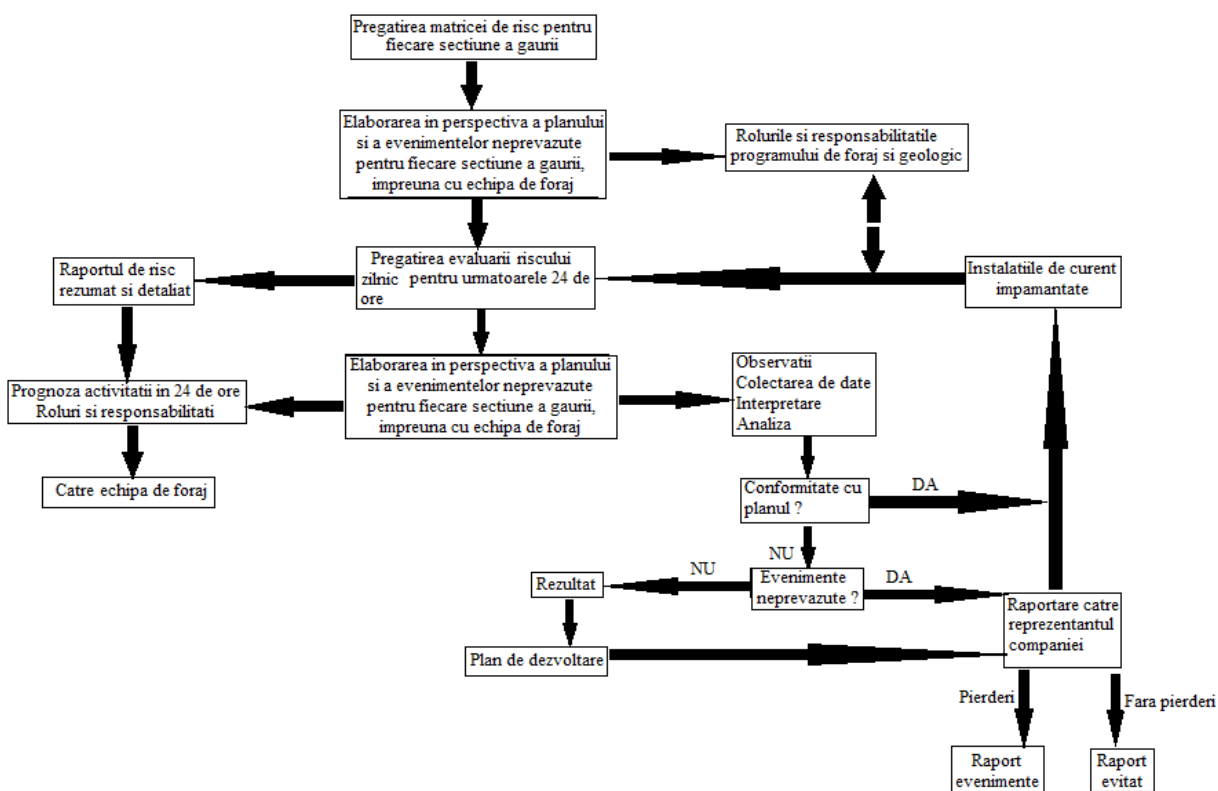 Pregatirea matricei de risc pentru
fiecare sectiune a gaurii
Elaborarea in perspectiva a planului
si a evenimentelor neprevazute
pentru fiecare sectiune a gaurii,
impreuna cu echipa de foraj
Rolurile si responsabilitatile
programului de foraj si geologic
Raportul de risc
rezumat si detaliat
Pregatirea evaluarii riscului
zilnic pentru urmatoarele 24 de
ore
Instalatiile de curent
impamantate
Prognoza activitatii in 24 de ore
Roluri si responsabilitati
Elaborarea in perspectiva a planului
si a evenimentelor neprevazute
pentru fiecare sectiune a gaurii,
impreuna cu echipa de foraj
Observatii
Colectarea de date
Interpretare
Analiza
Catre echipa de foraj
Conformitate cu
planul ?
DA
NU
Rezultat
NU
Evenimente
neprevazute ?
DA
Raportare catre
reprezentantul
companiei
Plan de dezvoltare
Pierderi
Fara pierderi
Raport
evenimente
Raport
evitat